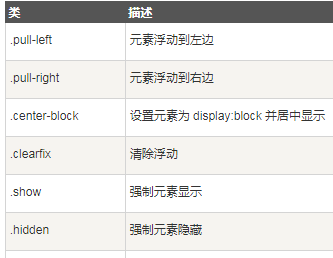 类 描述
.pull-left 元素浮动到左边
.pull-right 元素浮动到右边
.center-block 设置元素为 display:block 并居中显示
.clearfix 清除浮动
.show 强制元素显示
.hidden 强制元素隐藏